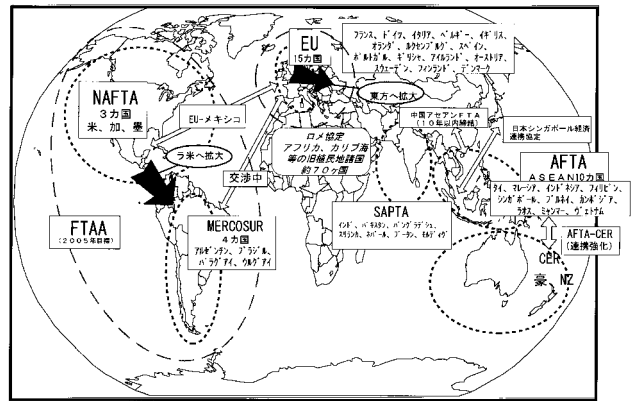 EU
15カ国
フランス、ドイツ、イタリア、ベルギー、イギリス
オランダ、ルクセンブルグ、スペイン、
ポルトガル、ギリシャ、アイルランド、オーストリア、
スウェーデン、フィンランド、デンマーク
東方へ拡大
NAFTA
3カ国
米、加、墨
EU-メキシコ
中国アセアンFTA
(10年以内締結)
日本シンガポール経済
連携協定
ロメ協定
アフリカ、カリブ海
等の旧植民地諸国
約70ヶ国
ラ米へ拡大
交渉中
AFTA
ASEAN10カ国
タイ、マレーシア、インドネシア、フィリピン、
シンガポール、ブルネイ、カンボジア、
ラオス、ミャンマー、ヴェトナム
FTAA
(2005年目標)
MERCOSUR
4カ国
アルゼンチン、ブラジル、
パラグアイ、ウルグアイ
SAPTA
インド、パキスタン、バングラデシュ、
スリランカ、ネパール、ブータン、モルディヴ
AFTA-CER
(連携強化)
CER
豪 NZ